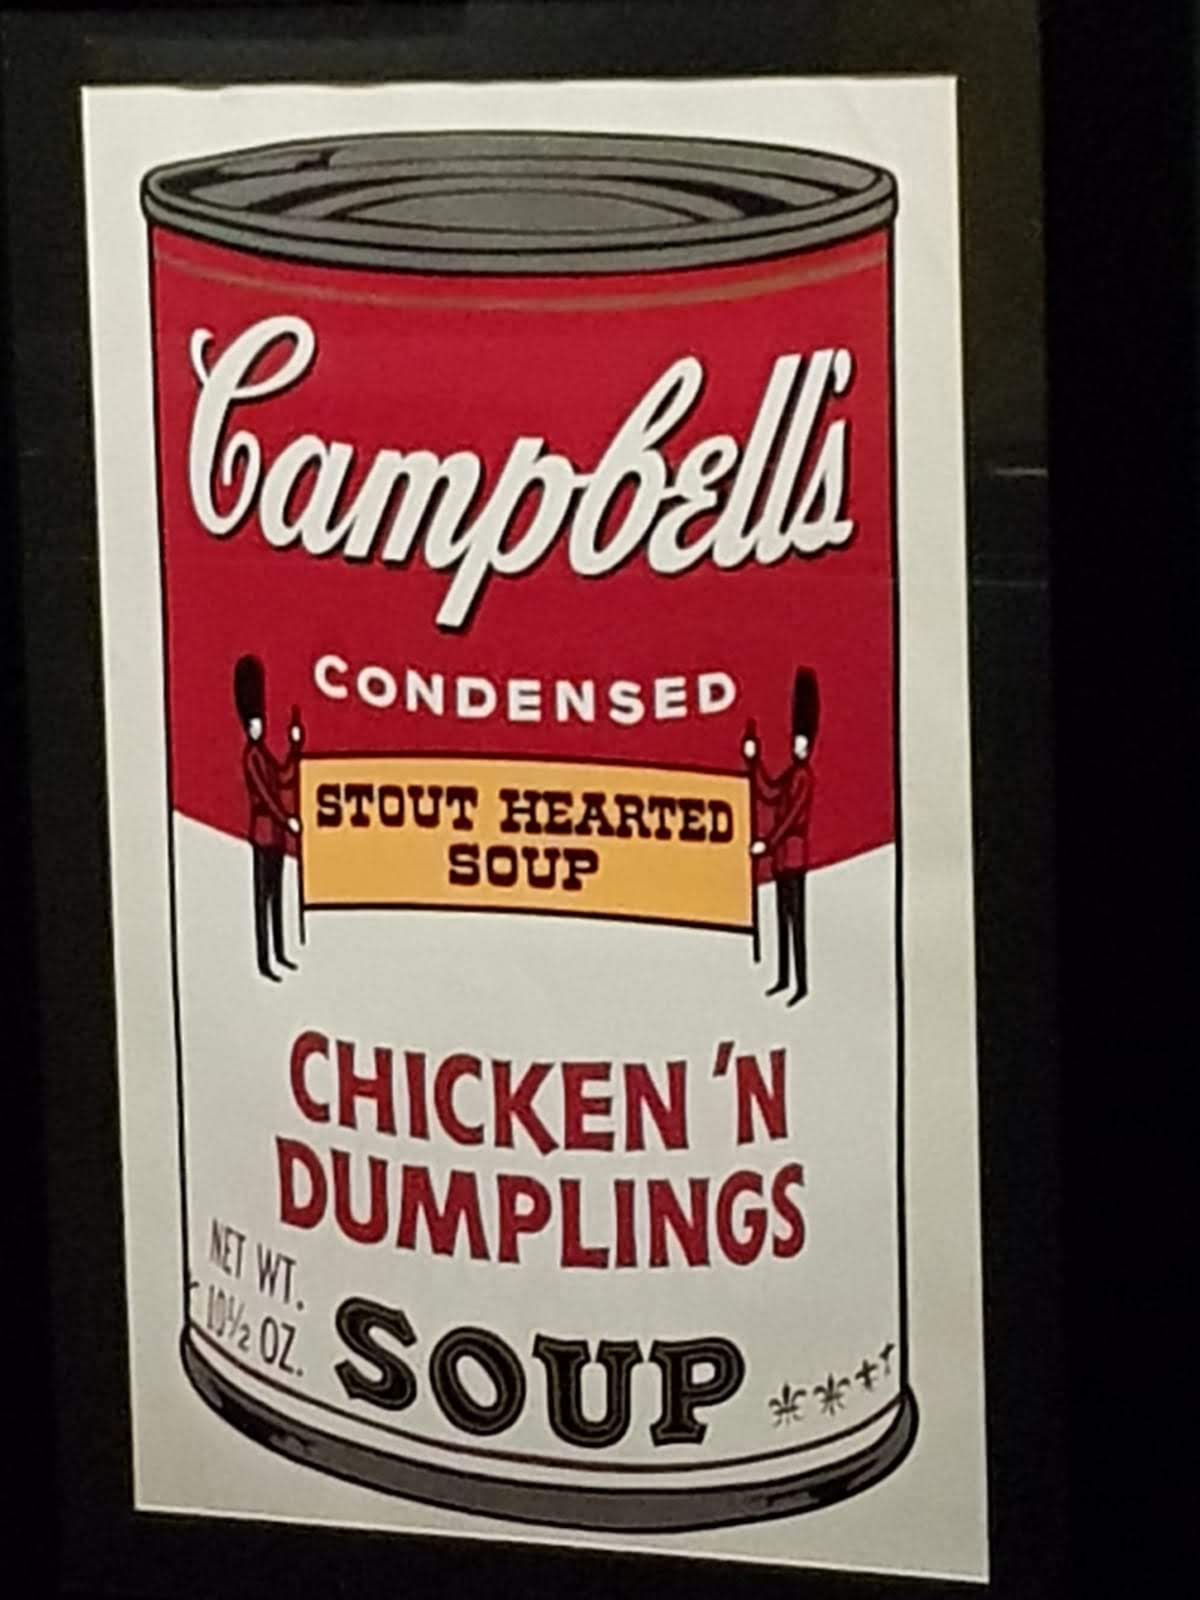 Campbell's
CONDENSED
STOUT HEARTED
SOUP
CHICKEN 'N
DUMPLINGS
NET WT.
10½ OZ.
SOUP